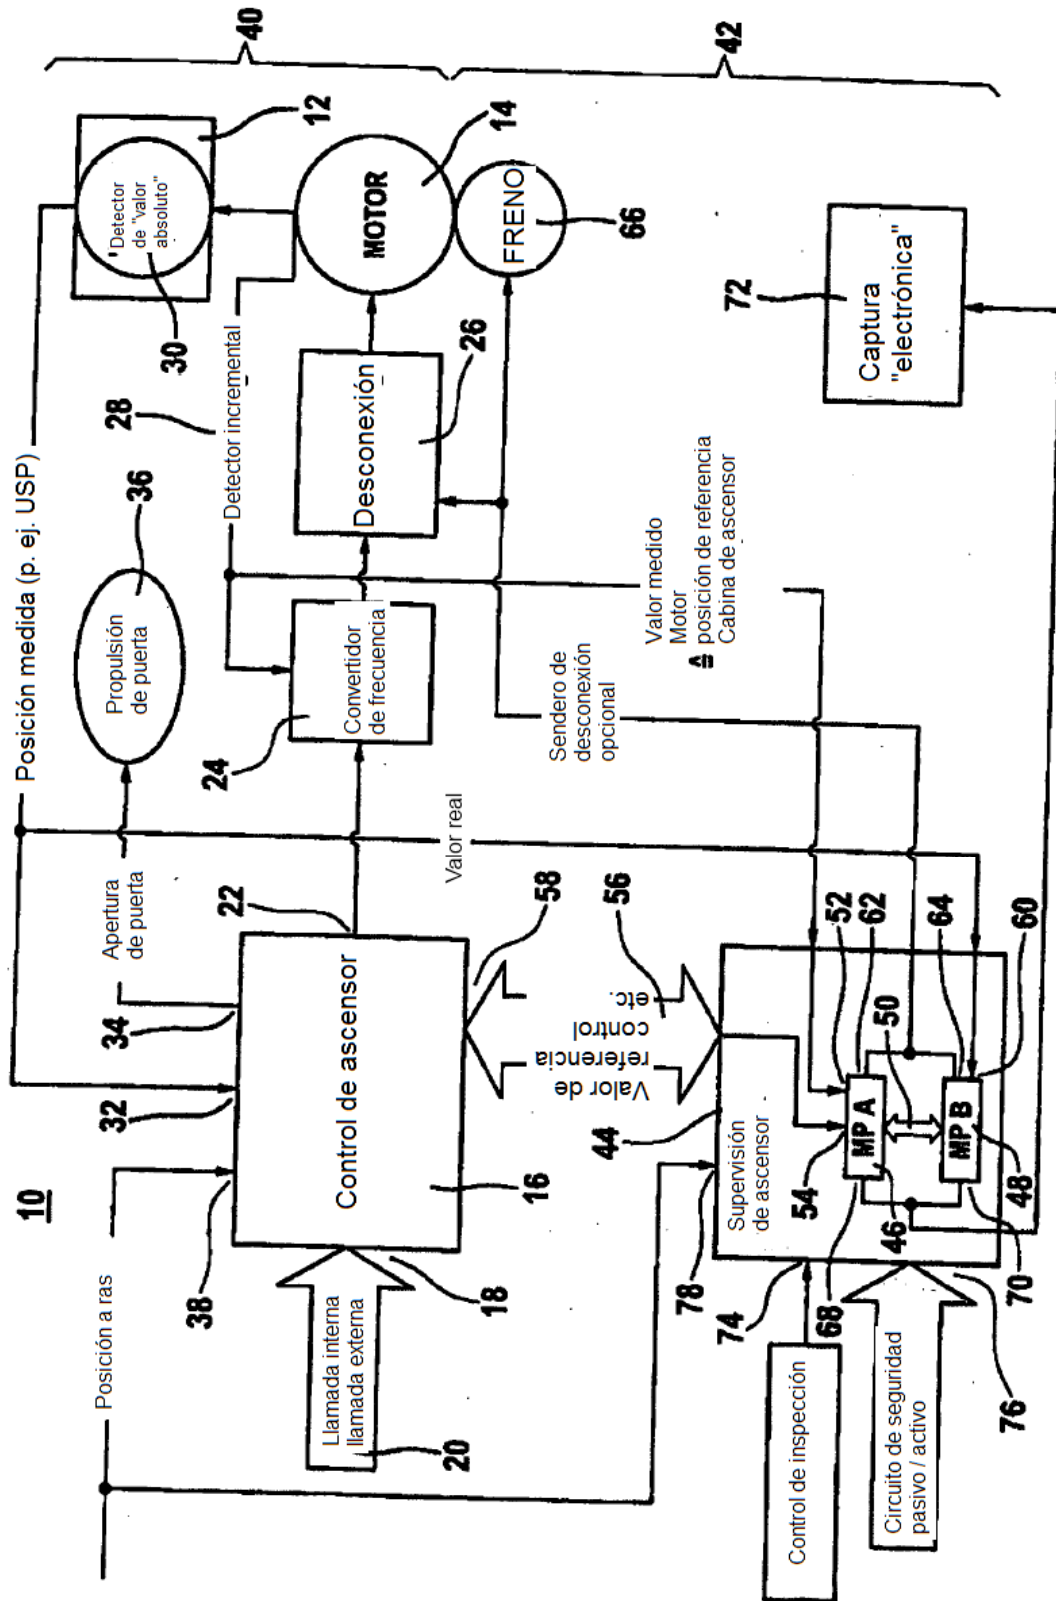 10
Posición a ras
Posición medida (p. ej. USP)
28
Detector incremental
30
"Detector
de "valor
absoluto"
12
40
38
32
34
Apertura
de puerta
Propulsión
de puerta
36
Llamada interna
llamada externa
20
18
Control de ascensor
16
22
24
Convertidor
de frecuencia
Desconexión
26
MOTOR
14
FRENO
66
42
Valor real
58
56
Valor de
referencia
control
etc.
Sendero de
desconexión
opcional
Valor medido
Motor
≙ posición de referencia
Cabina de ascensor
72
Captura
"electrónica"
78
44
74
Supervisión
de ascensor
54
52
62
MP A
68
46
50
64
60
MP B
70
48
76
Control de inspección
Circuito de seguridad
pasivo / activo